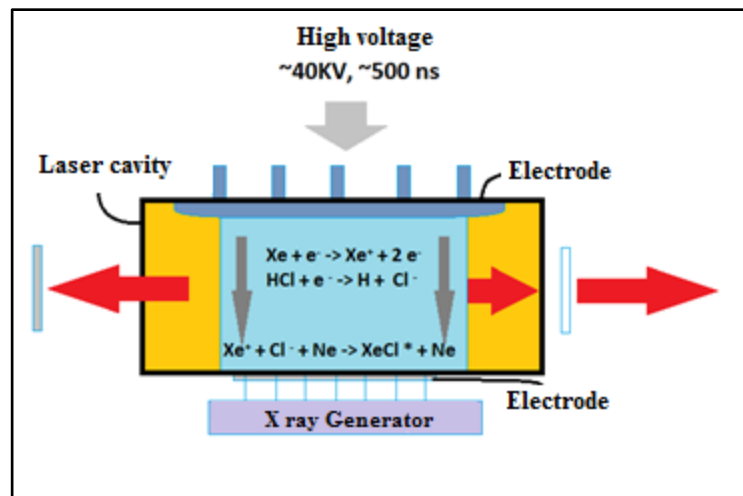 High voltage
~40KV, ~500 ns
Laser cavity
Electrode
Xe + e⁻ -> Xe⁺ + 2 e⁻
HCl + e⁻ -> H + Cl⁻
Xe⁺ + Cl⁻ + Ne -> XeCl * + Ne
Electrode
X ray Generator